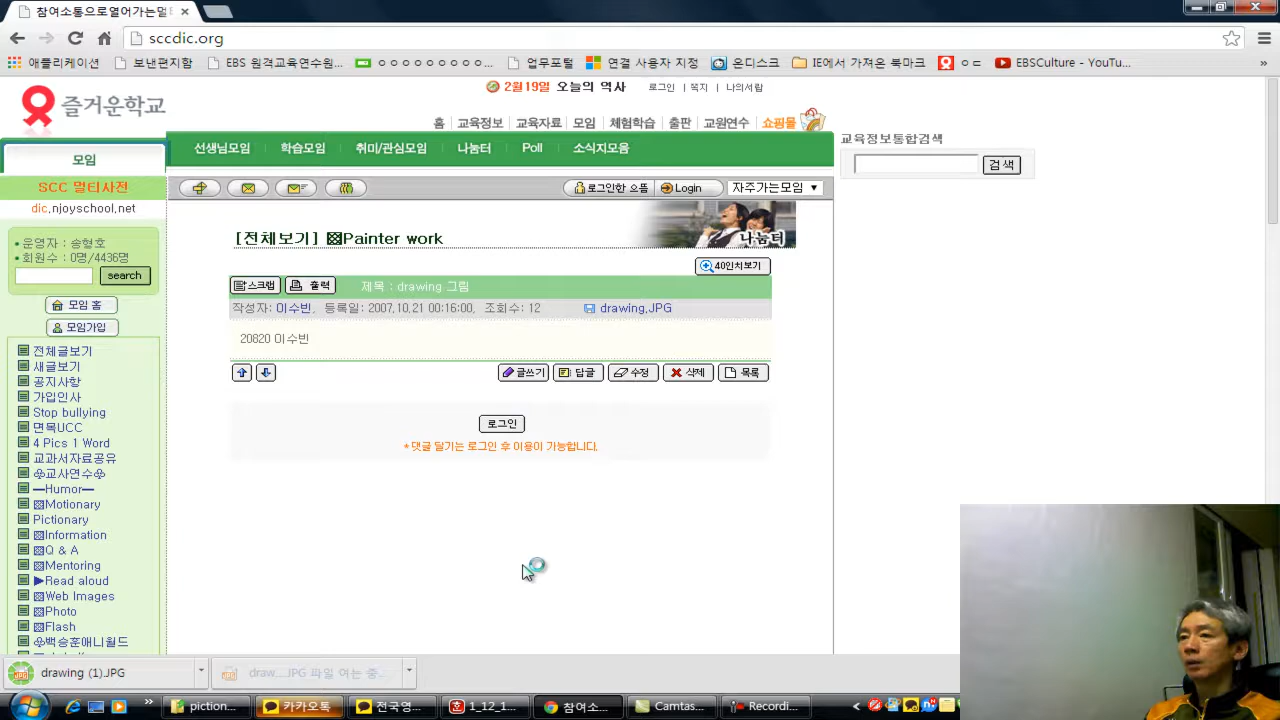 참여소통으로열어가는멀티
sccdic.org
애플리케이션
보낸편지함
EBS 원격교육연수원...
ㅇㅇㅇㅇㅇㅇㅇㅇㅇ...
업무포털
연결 사용자 지정
온디스크
IE에서 가져온 북마크
ㅇㄷ
EBSCulture - YouTu...
»
즐거운학교
2월19일 오늘의 역사
로그인 | 쪽지 | 나의서랍
홈 교육정보 교육자료 모임 체험학습 출판 교원연수 쇼핑몰
교육정보통합검색
검색
모임
선생님모임 학습모임 취미/관심모임 나눔터 Poll 소식지모음
SCC 멀티사전
dic.njoyschool.net
로그인한 으뜸
Login
자주가는모임
• 운영자 : 송형호
• 회원수 : 0명/4436명
search
모임 홈
모임가입
[전체보기] ▩Painter work
나눔터
40인치보기
스크랩
출력
제목 : drawing 그림
작성자: 이수빈, 등록일: 2007.10.21 00:16:00, 조회수: 12
drawing.JPG
20820 이수빈
글쓰기
답글
수정
삭제
목록
로그인
*댓글 달기는 로그인 후 이용이 가능합니다.
전체글보기
새글보기
공지사항
가입인사
Stop bullying
면목UCC
4 Pics 1 Word
교과서자료공유
♧교사연수♧
━Humor━
▩Motionary
Pictionary
▩Information
▩Q & A
▩Mentoring
▶Read aloud
▩Web Images
▩Photo
▩Flash
♧백승훈애니월드
drawing (1).JPG
draw....JPG 파일 여는 중...
»
piction...
카카오톡
전국영...
1_12_1...
참여소...
Camtas...
Recordi...